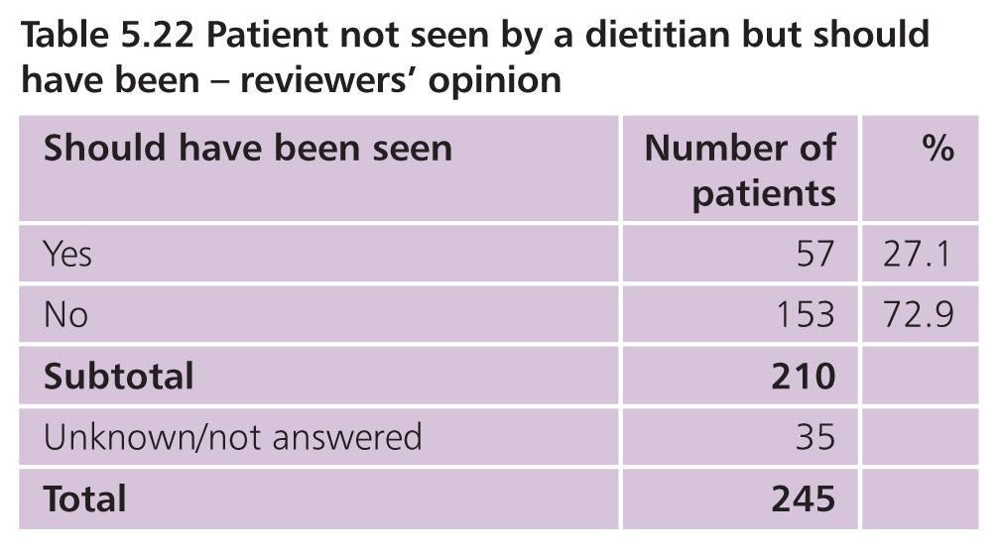 Table 5.22 Patient not seen by a dietitian but should
have been – reviewers’ opinion
Should have been seen Number of patients %
Yes 57 27.1
No 153 72.9
Subtotal 210
Unknown/not answered 35
Total 245